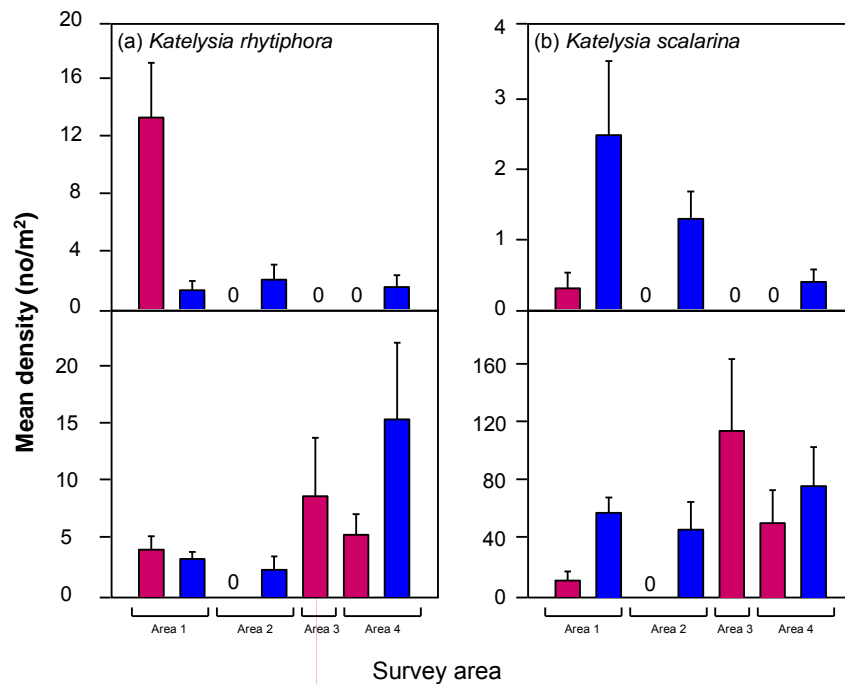 (a) Katelysia rhytiphora
20
16
12
8
4
0
0 0 0
(b) Katelysia scalarina
4
3
2
1
0
0 0 0
Mean density (no/m²)
20
15
10
5
0
0
160
120
80
40
0
0
Area 1 Area 2 Area 3 Area 4
Area 1 Area 2 Area 3 Area 4
Survey area